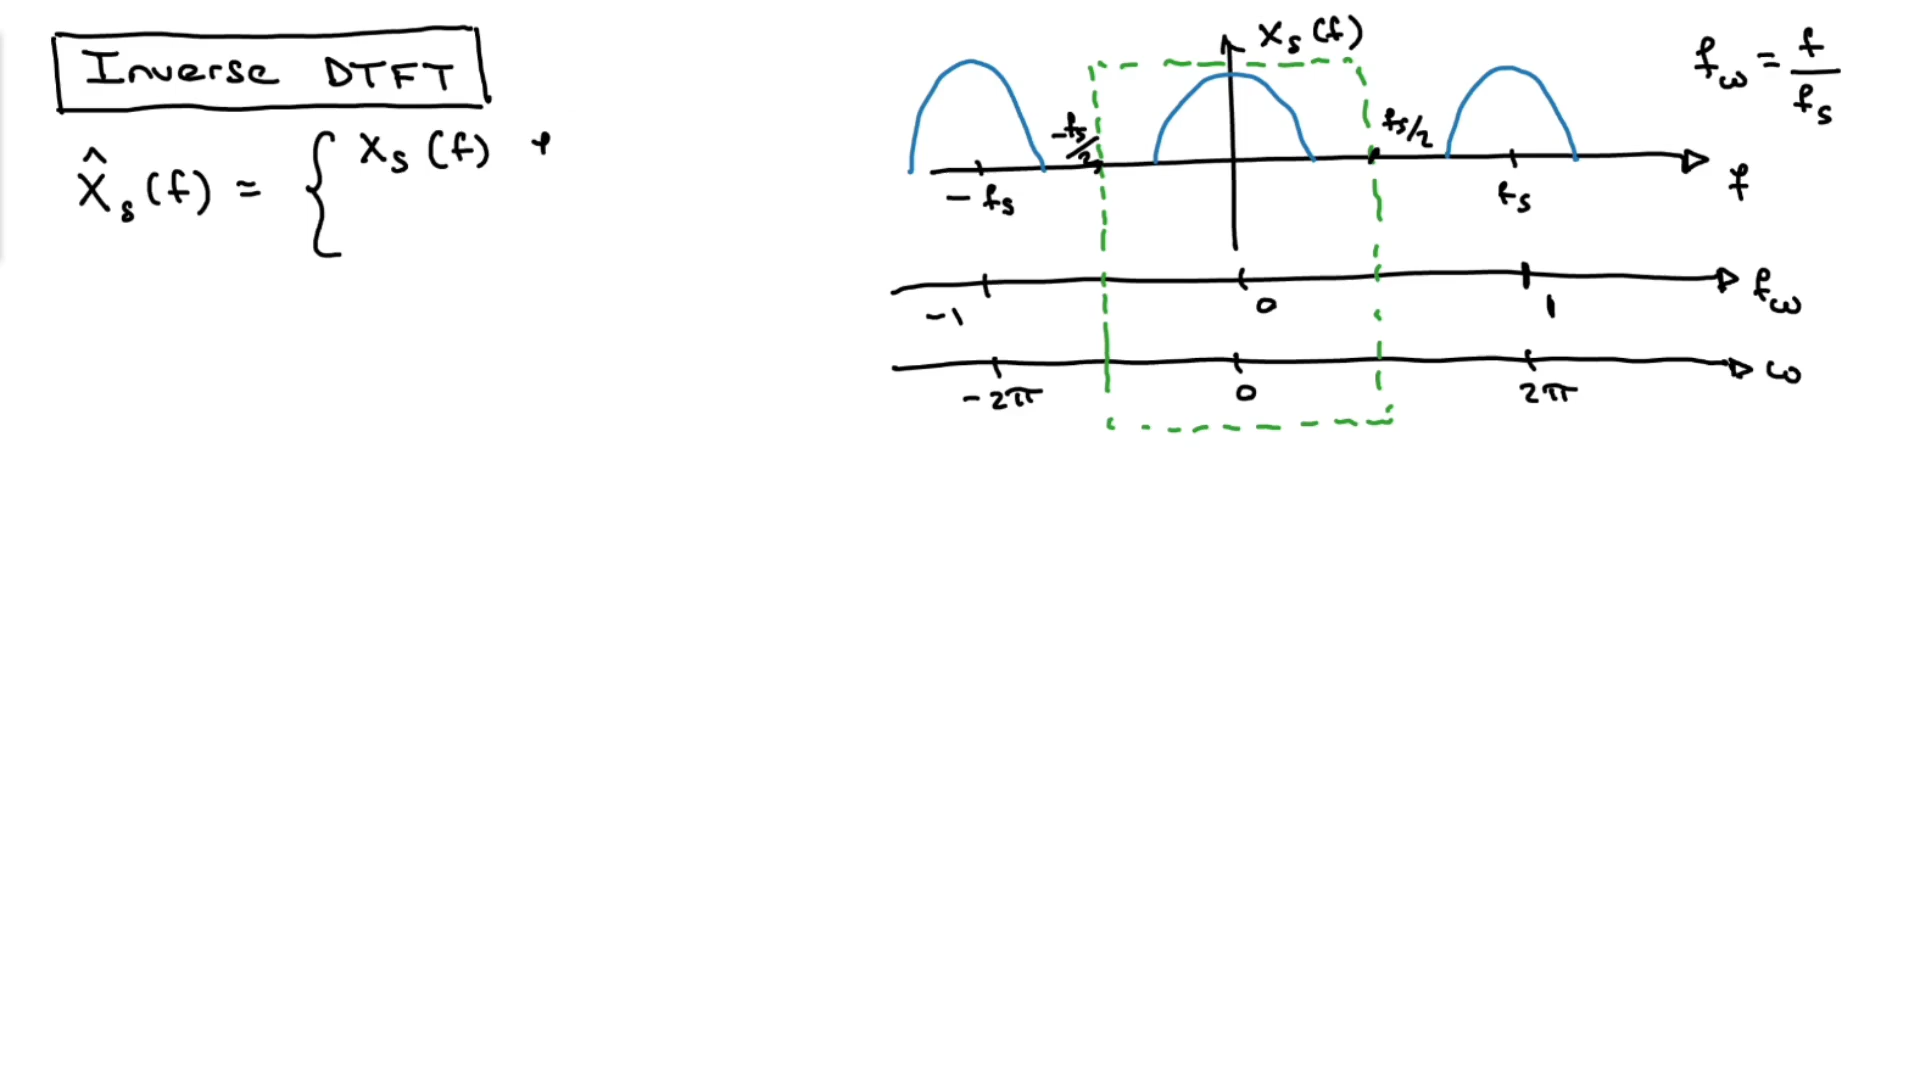 Inverse DTFT
X̂s(f) = { Xs(f)
Xs(f)
fω = f/fs
-fs/2
fs/2
-fs
fs
f
-1
0
1
fω
-2π
0
2π
ω